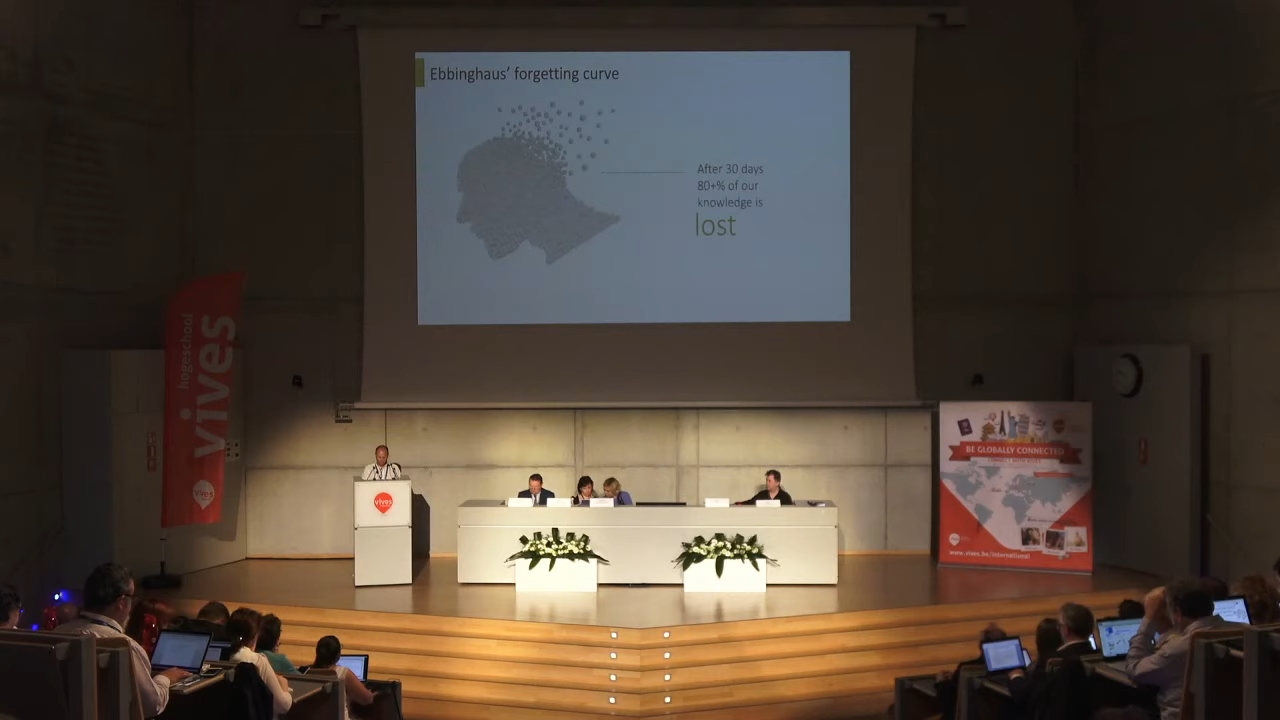 Ebbinghaus' forgetting curve
After 30 days
80+% of our
knowledge is
lost
hogeschool
vives
vives
vives
BE GLOBALLY CONNECTED
www.vives.be/international